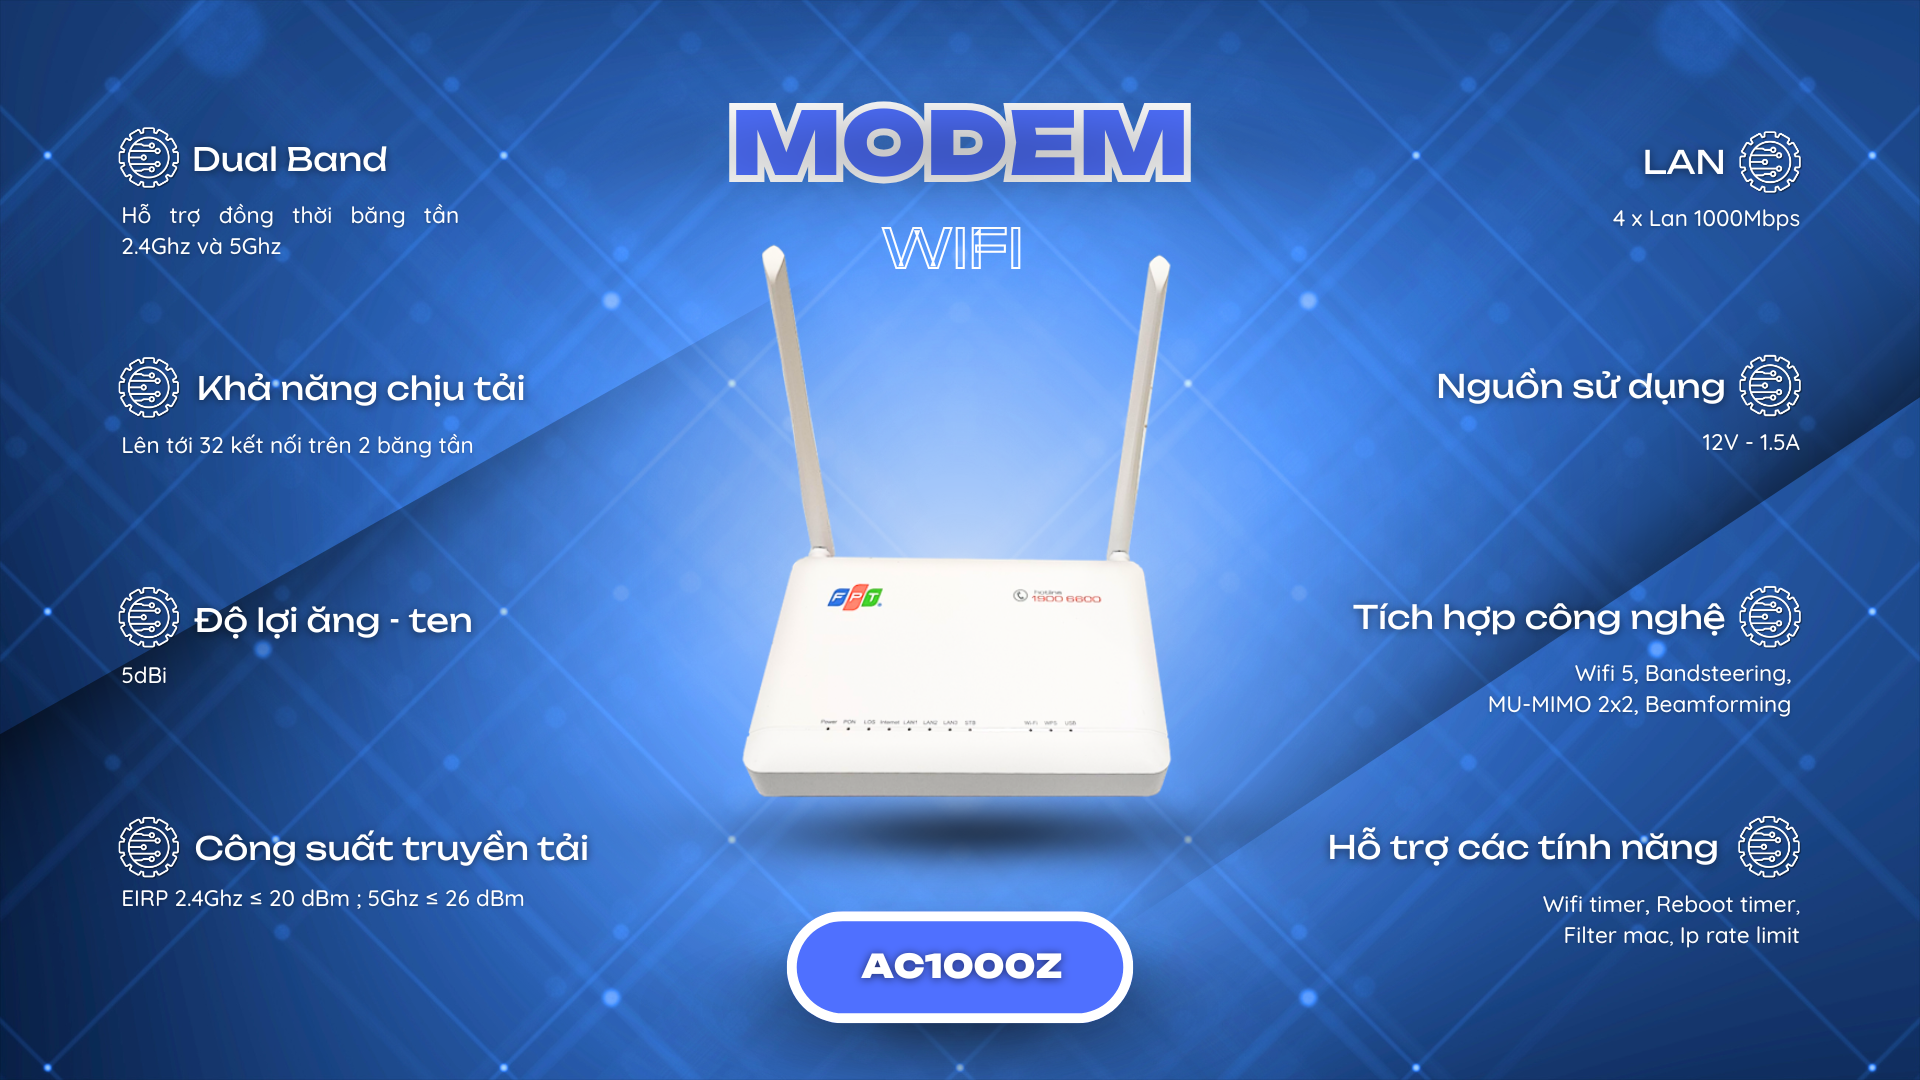 MODEM
WIFI
Dual Band
Hỗ trợ đồng thời băng tần
2.4Ghz và 5Ghz
Khả năng chịu tải
Lên tới 32 kết nối trên 2 băng tần
Độ lợi ăng - ten
5dBi
Công suất truyền tải
EIRP 2.4Ghz ≤ 20 dBm ; 5Ghz ≤ 26 dBm
LAN
4 x Lan 1000Mbps
Nguồn sử dụng
12V - 1.5A
Tích hợp công nghệ
Wifi 5, Bandsteering,
MU-MIMO 2x2, Beamforming
Hỗ trợ các tính năng
Wifi timer, Reboot timer,
Filter mac, Ip rate limit
FPT
hotline
1900 6600
Power PON LOS Internet LAN1 LAN2 LAN3 STB Wi-Fi WPS USB
AC1000Z